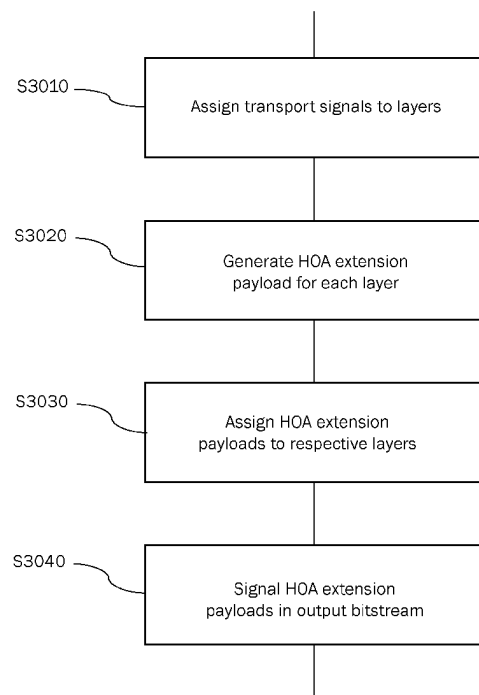 S3010
Assign transport signals to layers
S3020
Generate HOA extension
payload for each layer
S3030
Assign HOA extension
payloads to respective layers
S3040
Signal HOA extension
payloads in output bitstream